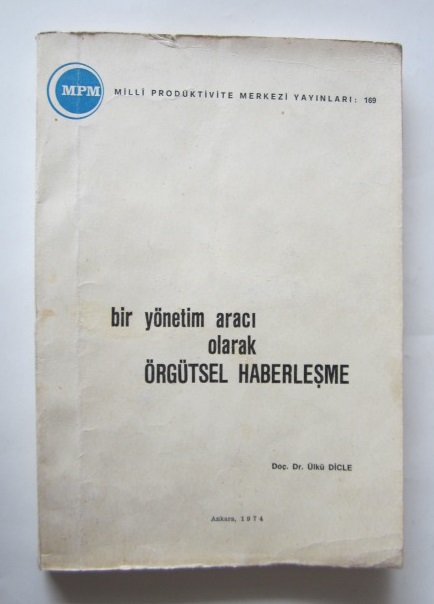 MPM
MİLLİ PRODÜKTİVİTE MERKEZİ YAYINLARI: 169
bir yönetim aracı
olarak
ÖRGÜTSEL HABERLEŞME
Doç. Dr. Ülkü DİCLE
Ankara, 1974